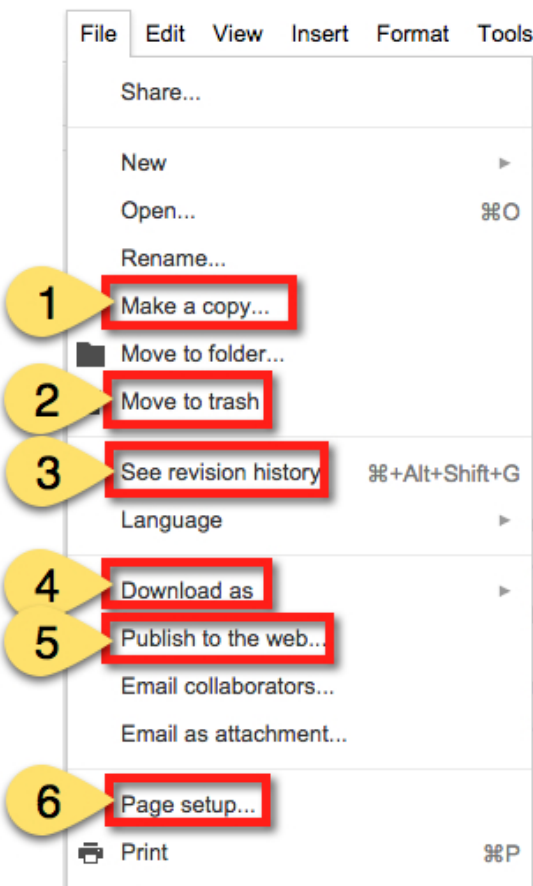 File Edit View Insert Format Tools
Share...
New ►
Open... ⌘O
Rename...
1 Make a copy...
Move to folder...
2 Move to trash
3 See revision history ⌘+Alt+Shift+G
Language ►
4 Download as ►
5 Publish to the web...
Email collaborators...
Email as attachment...
6 Page setup...
Print ⌘P